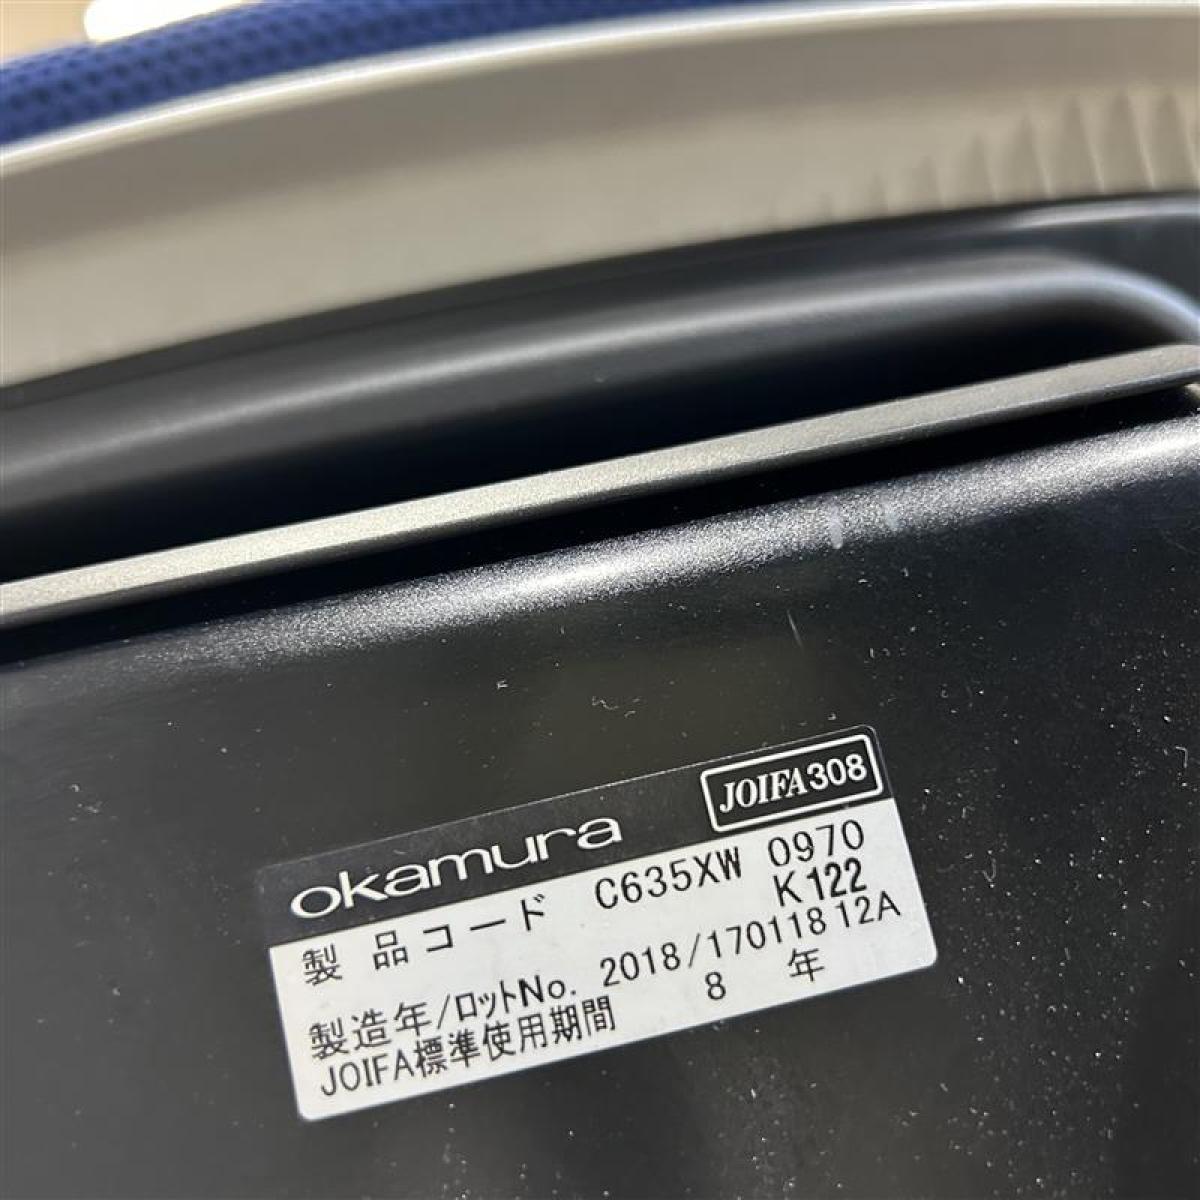 okamura JOIFA308
製品コード C635XW 0970
K122
製造年/ロットNo. 2018/170118 12A
JOIFA標準使用期間 8 年